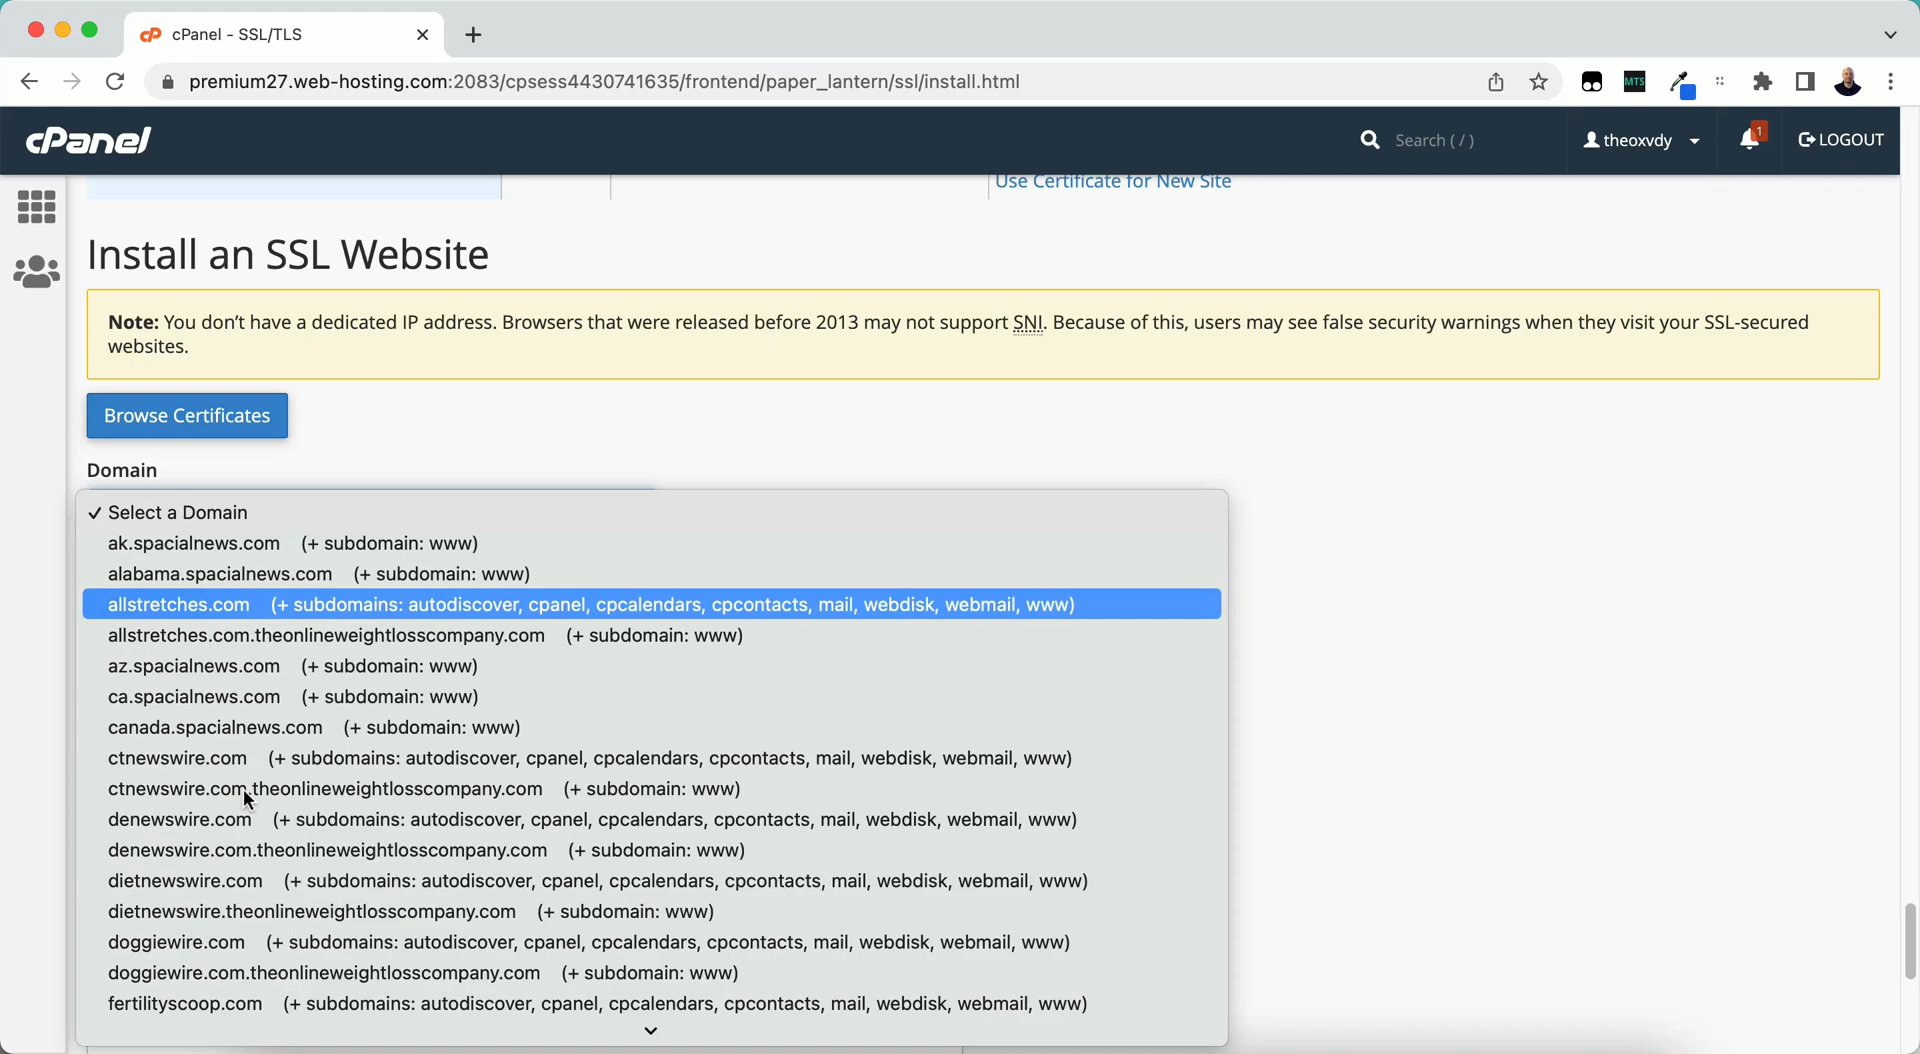 cPanel - SSL/TLS
premium27.web-hosting.com:2083/cpsess4430741635/frontend/paper_lantern/ssl/install.html
MTS
cPanel
Search ( / )
theoxvdy
1
LOGOUT
Use Certificate for New Site
Install an SSL Website
Note: You don't have a dedicated IP address. Browsers that were released before 2013 may not support SNI. Because of this, users may see false security warnings when they visit your SSL-secured
websites.
Browse Certificates
Domain
✓ Select a Domain
ak.spacialnews.com (+ subdomain: www)
alabama.spacialnews.com (+ subdomain: www)
allstretches.com (+ subdomains: autodiscover, cpanel, cpcalendars, cpcontacts, mail, webdisk, webmail, www)
allstretches.com.theonlineweightlosscompany.com (+ subdomain: www)
az.spacialnews.com (+ subdomain: www)
ca.spacialnews.com (+ subdomain: www)
canada.spacialnews.com (+ subdomain: www)
ctnewswire.com (+ subdomains: autodiscover, cpanel, cpcalendars, cpcontacts, mail, webdisk, webmail, www)
ctnewswire.com.theonlineweightlosscompany.com (+ subdomain: www)
denewswire.com (+ subdomains: autodiscover, cpanel, cpcalendars, cpcontacts, mail, webdisk, webmail, www)
denewswire.com.theonlineweightlosscompany.com (+ subdomain: www)
dietnewswire.com (+ subdomains: autodiscover, cpanel, cpcalendars, cpcontacts, mail, webdisk, webmail, www)
dietnewswire.theonlineweightlosscompany.com (+ subdomain: www)
doggiewire.com (+ subdomains: autodiscover, cpanel, cpcalendars, cpcontacts, mail, webdisk, webmail, www)
doggiewire.com.theonlineweightlosscompany.com (+ subdomain: www)
fertilityscoop.com (+ subdomains: autodiscover, cpanel, cpcalendars, cpcontacts, mail, webdisk, webmail, www)